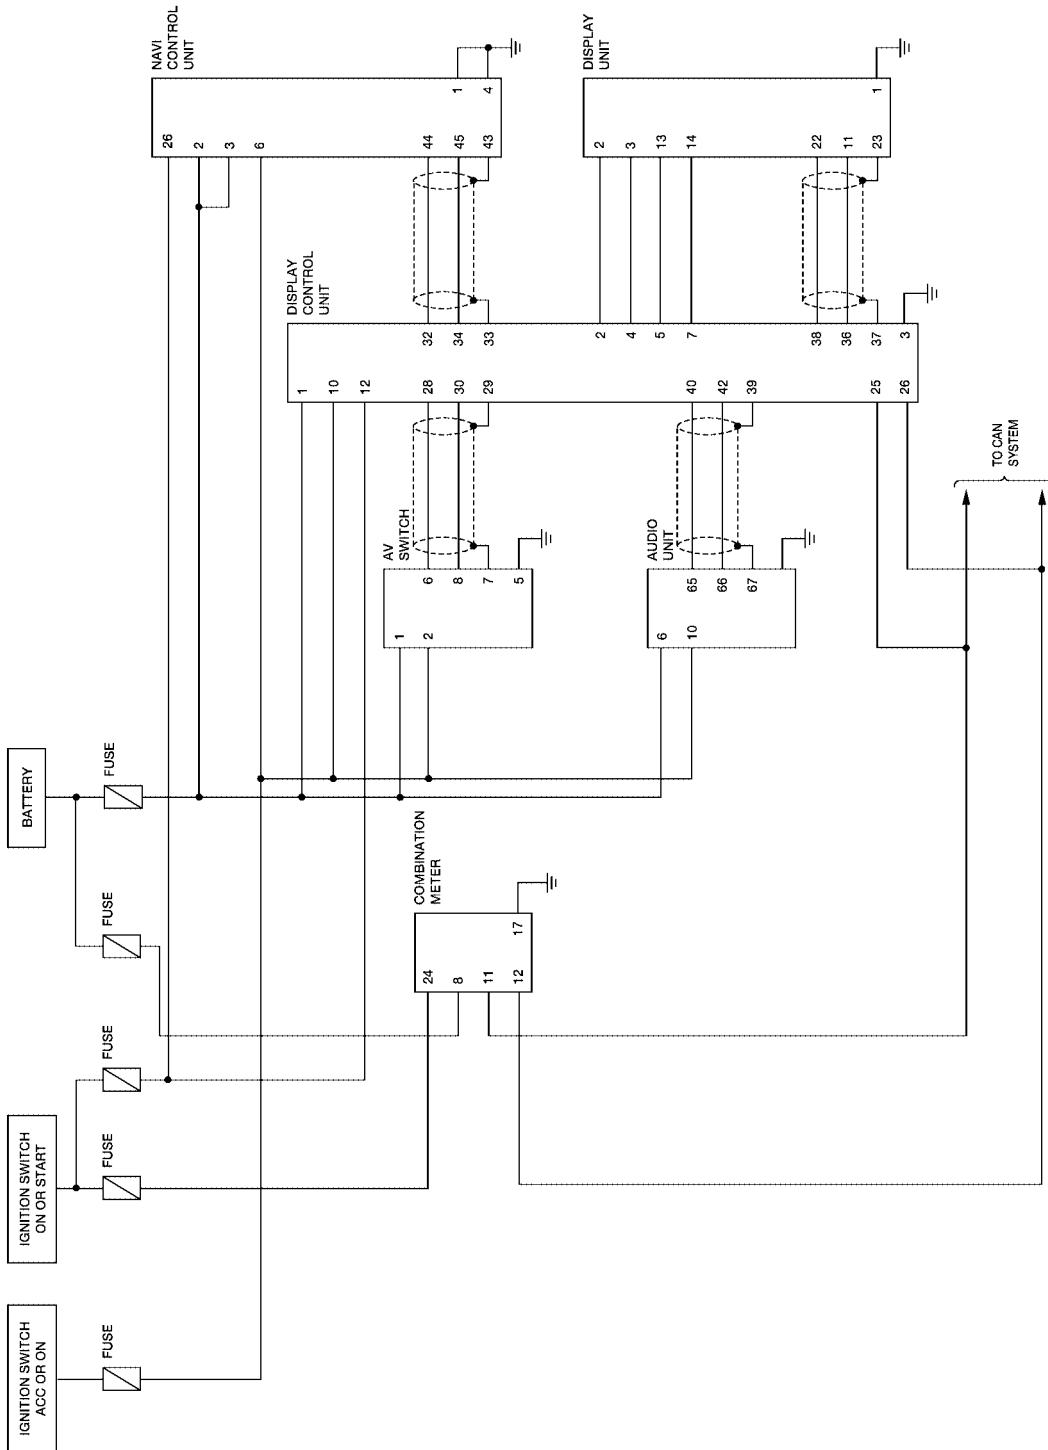 IGNITION SWITCH
ACC OR ON
IGNITION SWITCH
ON OR START
BATTERY
FUSE
FUSE
FUSE
FUSE
FUSE
COMBINATION
METER
24
8
11
12
17
AV
SWITCH
1
2
6
8
7
5
AUDIO
UNIT
6
10
65
66
67
DISPLAY
CONTROL
UNIT
1
10
12
28
30
29
40
42
39
25
26
32
34
33
2
4
5
7
38
36
37
3
TO CAN
SYSTEM
NAVI
CONTROL
UNIT
26
2
3
6
44
45
43
1
4
DISPLAY
UNIT
2
3
13
14
22
11
23
1